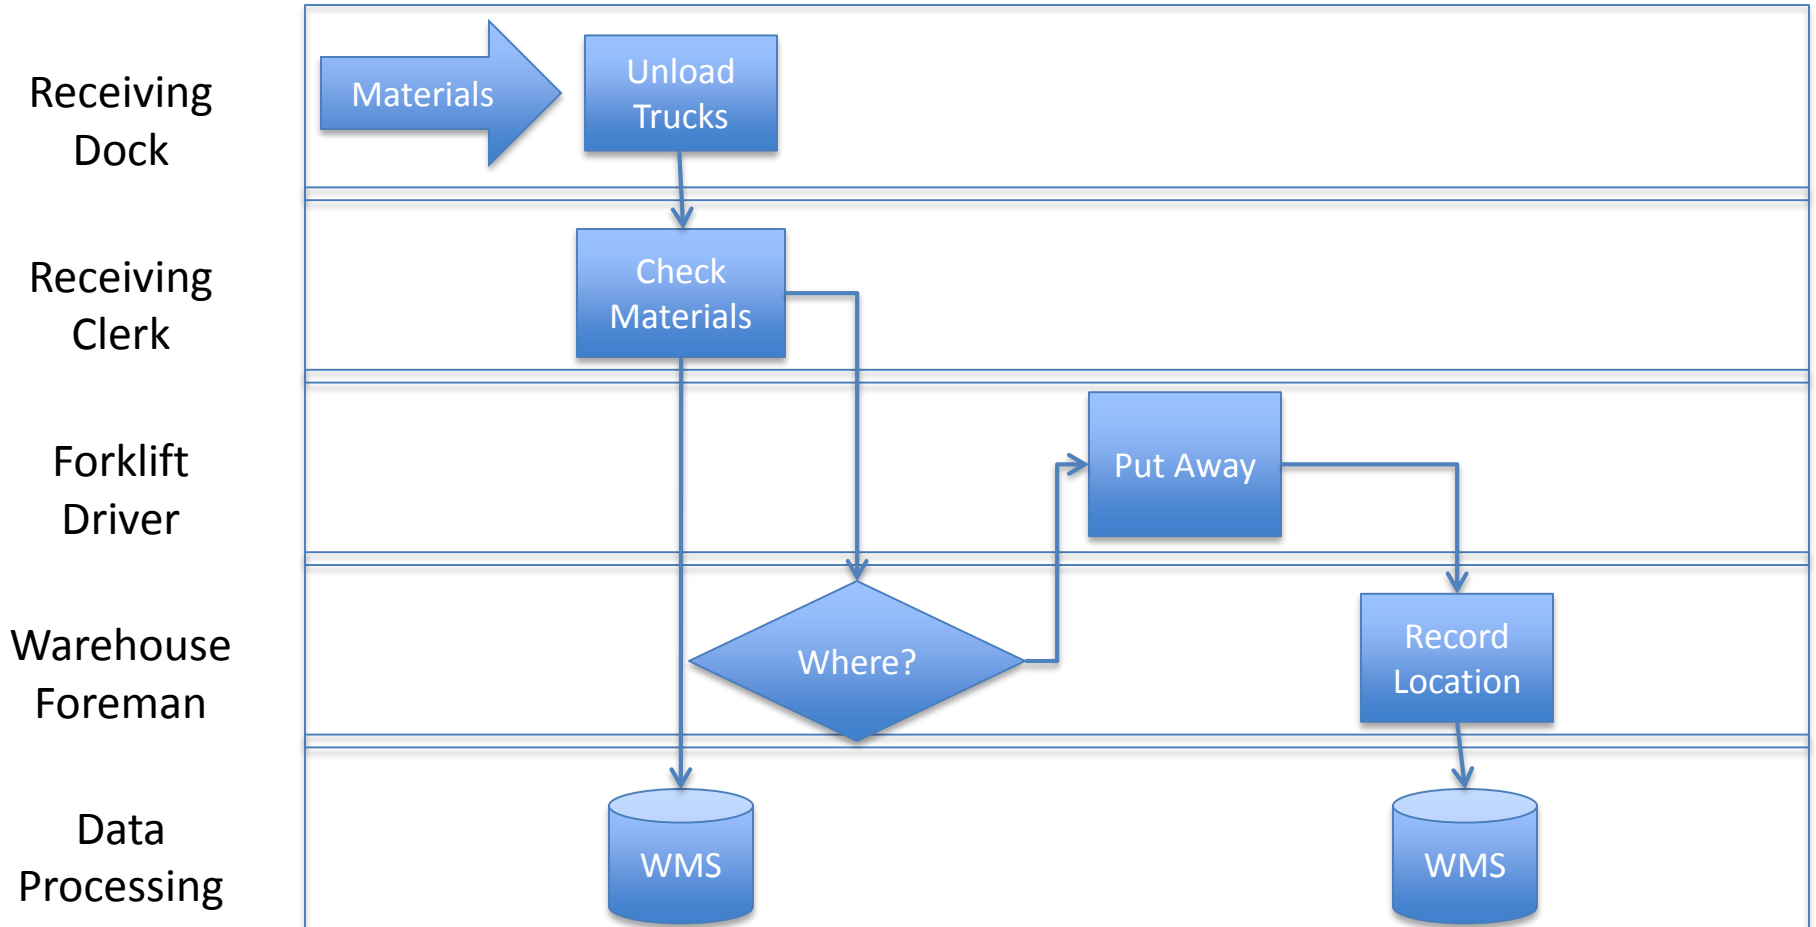 Receiving
Dock
Materials
Unload
Trucks
Receiving
Clerk
Check
Materials
Forklift
Driver
Put Away
Warehouse
Foreman
Where?
Record
Location
Data
Processing
WMS
WMS